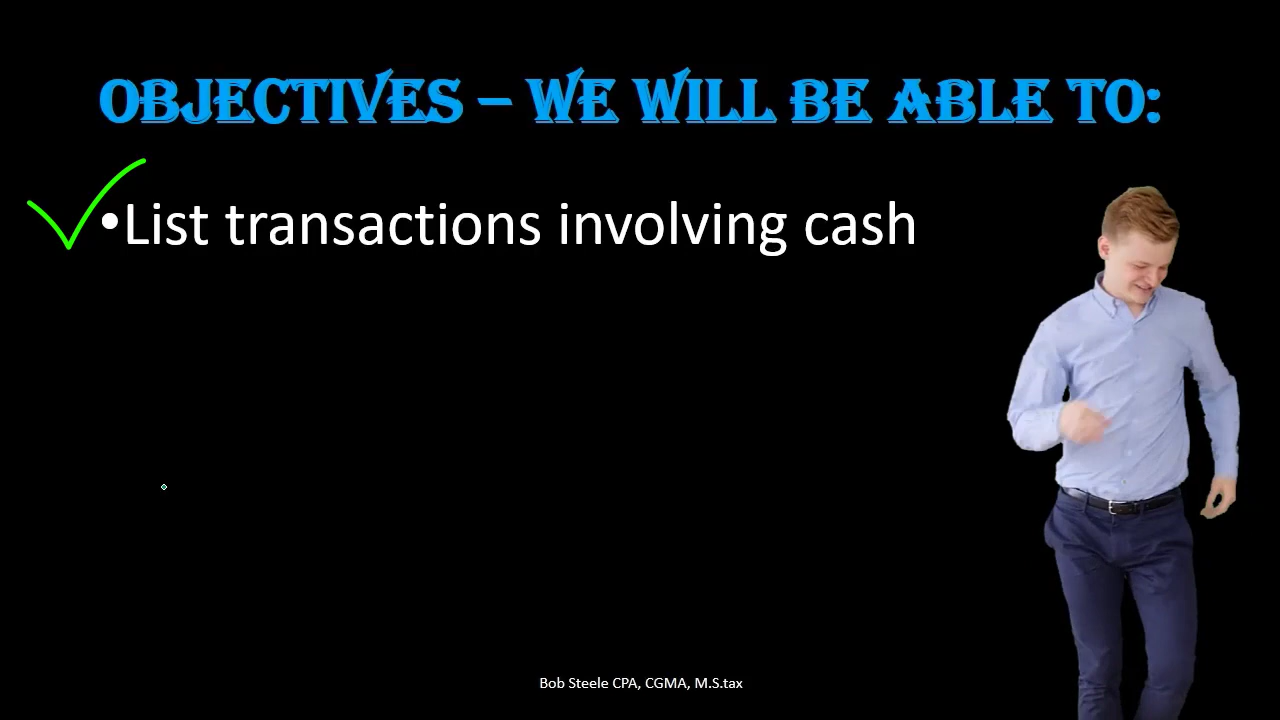 OBJECTIVES – WE WILL BE ABLE TO:
•List transactions involving cash
Bob Steele CPA, CGMA, M.S.tax